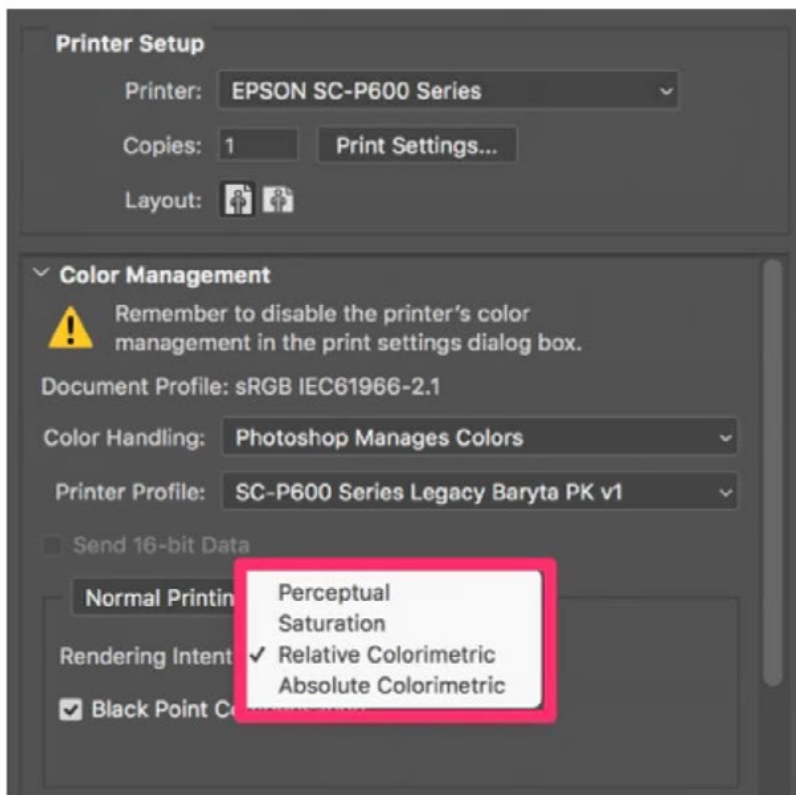 Printer Setup
Printer: EPSON SC-P600 Series
Copies: 1 Print Settings...
Layout:
Color Management
Remember to disable the printer's color
management in the print settings dialog box.
Document Profile: sRGB IEC61966-2.1
Color Handling: Photoshop Manages Colors
Printer Profile: SC-P600 Series Legacy Baryta PK v1
Send 16-bit Data
Normal Printin
Perceptual
Saturation
Rendering Intent ✓ Relative Colorimetric
Absolute Colorimetric
Black Point C